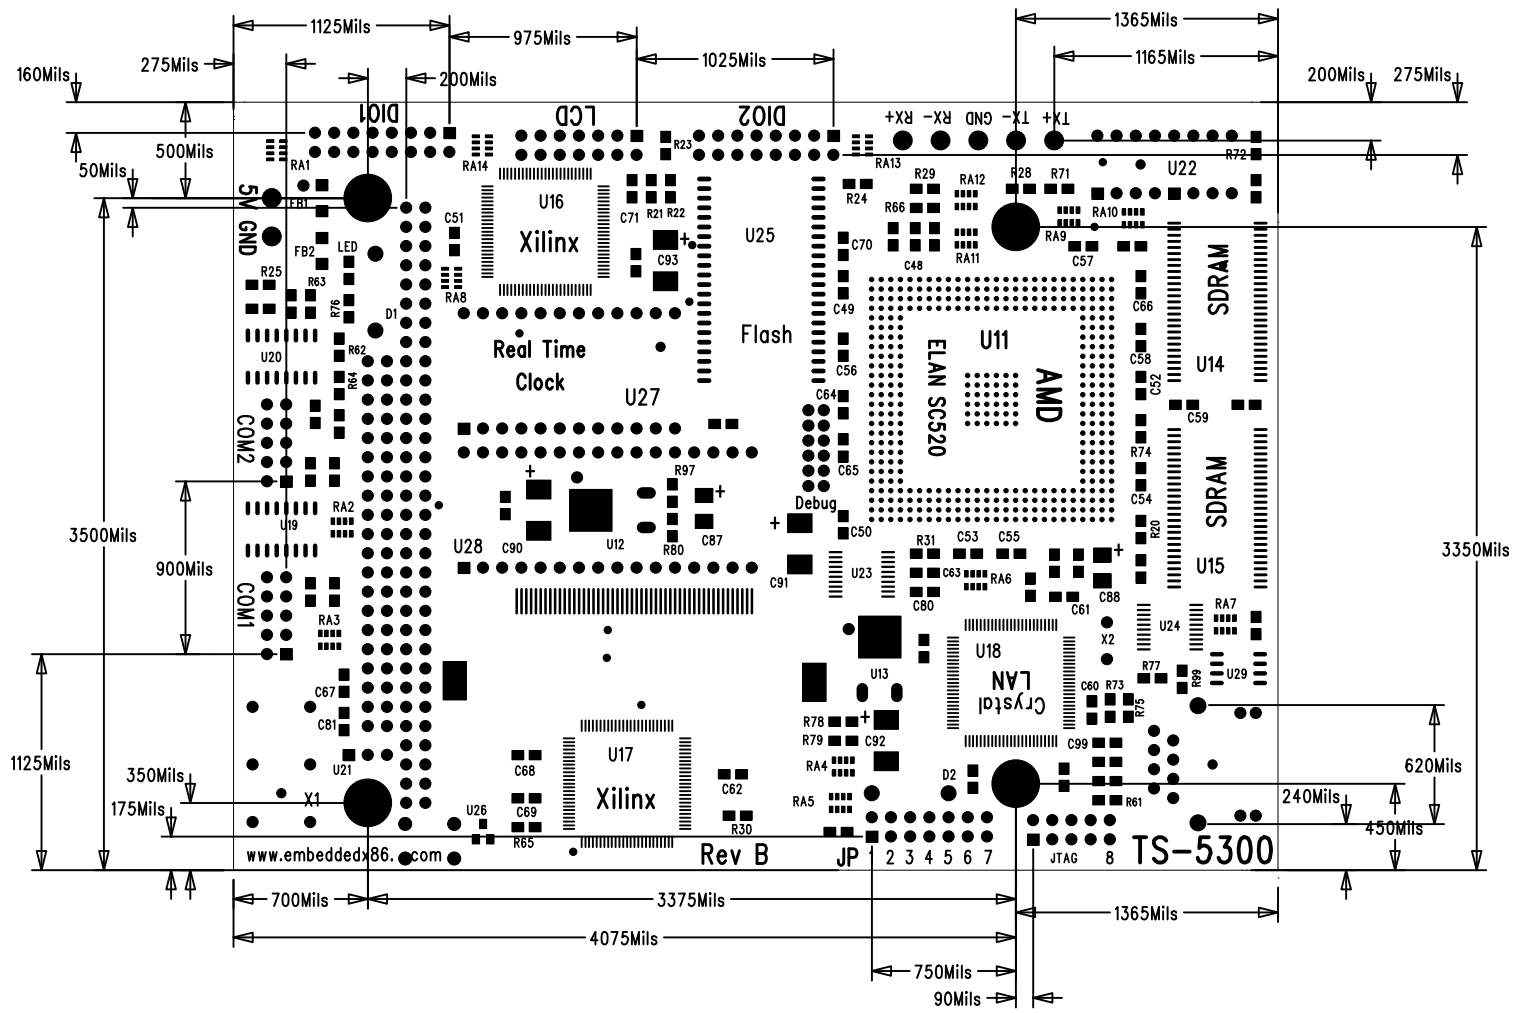 1365Mils
1125Mils
975Mils
1165Mils
1025Mils
275Mils
160Mils
200Mils
200Mils
275Mils
DIO1
LCD
DIO2
RX+
RX-
GND
TX-
TX+
500Mils
50Mils
RA1
RA14
R23
RA13
R72
U22
5V
FB1
U16
C71
R21
R22
R24
R29
RA12
R28
R71
R66
RA10
RA9
GND
FB2
LED
C51
Xilinx
+
C93
U25
C70
C48
RA11
C57
R25
R63
R76
RA8
C49
C66
SDRAM
D1
Flash
U11
U20
R62
Real Time
Clock
C56
ELAN SC520
AMD
C58
U14
R64
C52
U27
C64
C59
COM2
R74
C65
C54
+
R97
+
Debug
SDRAM
3500Mils
900Mils
RA2
U19
U28
C90
U12
R80
C87
+
C91
C50
R20
3350Mils
R31
C53
C55
+
U23
C63
RA6
C88
U15
C80
C61
COM1
RA3
RA7
U24
X2
U18
U13
Crystal
LAN
R77
R99
U29
C67
C81
C60
R73
R75
R78
+
R79
C92
C99
1125Mils
U21
U17
C68
RA4
D2
620Mils
350Mils
C62
175Mils
X1
U26
C69
Xilinx
RA5
R61
240Mils
450Mils
R65
R30
www.embeddedx86.com
Rev B
JP
2 3 4 5 6 7
JTAG
8
TS-5300
700Mils
3375Mils
1365Mils
4075Mils
750Mils
90Mils